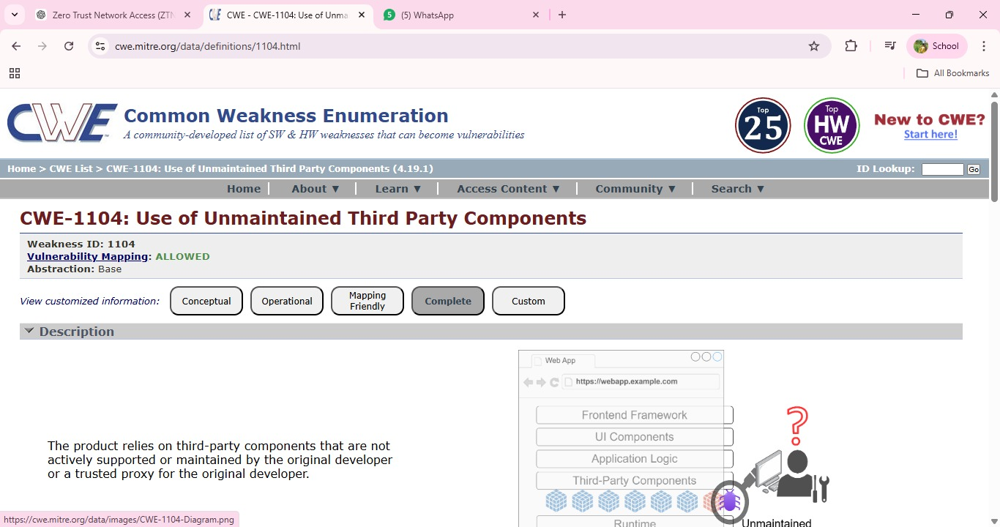 Zero Trust Network Access (ZTN
CWE - CWE-1104: Use of Unma
5
(5) WhatsApp
cwe.mitre.org/data/definitions/1104.html
School
All Bookmarks
CWE
Common Weakness Enumeration
A community-developed list of SW & HW weaknesses that can become vulnerabilities
Top
25
Top
HW
CWE
New to CWE?
Start here!
Home > CWE List > CWE-1104: Use of Unmaintained Third Party Components (4.19.1)
ID Lookup:
Go
Home
About ▼
Learn ▼
Access Content ▼
Community ▼
Search ▼
CWE-1104: Use of Unmaintained Third Party Components
Weakness ID: 1104
Vulnerability Mapping: ALLOWED
Abstraction: Base
View customized information:
Conceptual
Operational
Mapping
Friendly
Complete
Custom
Description
The product relies on third-party components that are not
actively supported or maintained by the original developer
or a trusted proxy for the original developer.
Web App
https://webapp.example.com
Frontend Framework
UI Components
Application Logic
Third-Party Components
Runtime
?
Unmaintained
https://cwe.mitre.org/data/images/CWE-1104-Diagram.png